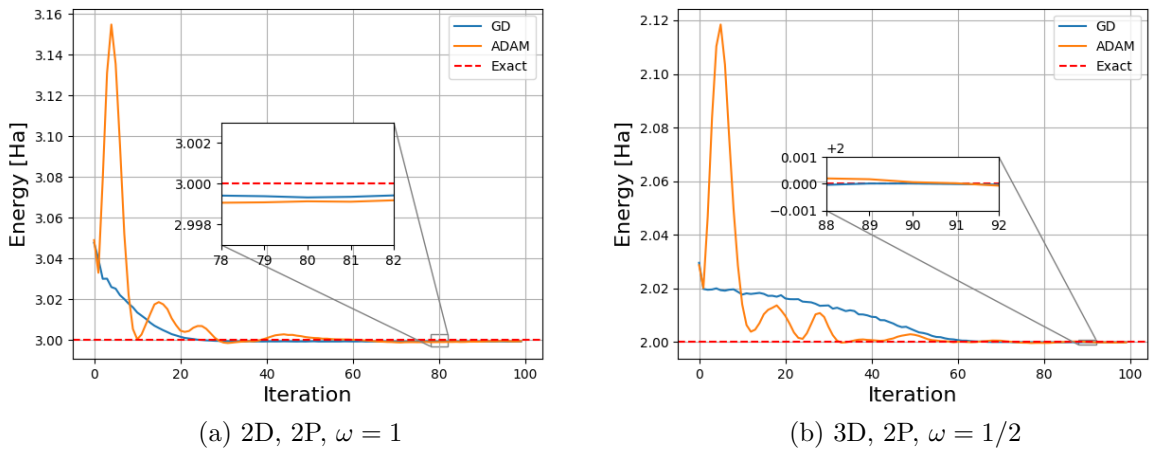 3.16
3.14
3.12
3.10
3.08
3.06
3.04
3.02
3.00
Energy [Ha]
GD
ADAM
Exact
3.002
3.000
2.998
78 79 80 81 82
0 20 40 60 80 100
Iteration
(a) 2D, 2P, ω = 1
2.12
2.10
2.08
2.06
2.04
2.02
2.00
Energy [Ha]
GD
ADAM
Exact
+2
0.001
0.000
−0.001
88 89 90 91 92
0 20 40 60 80 100
Iteration
(b) 3D, 2P, ω = 1/2